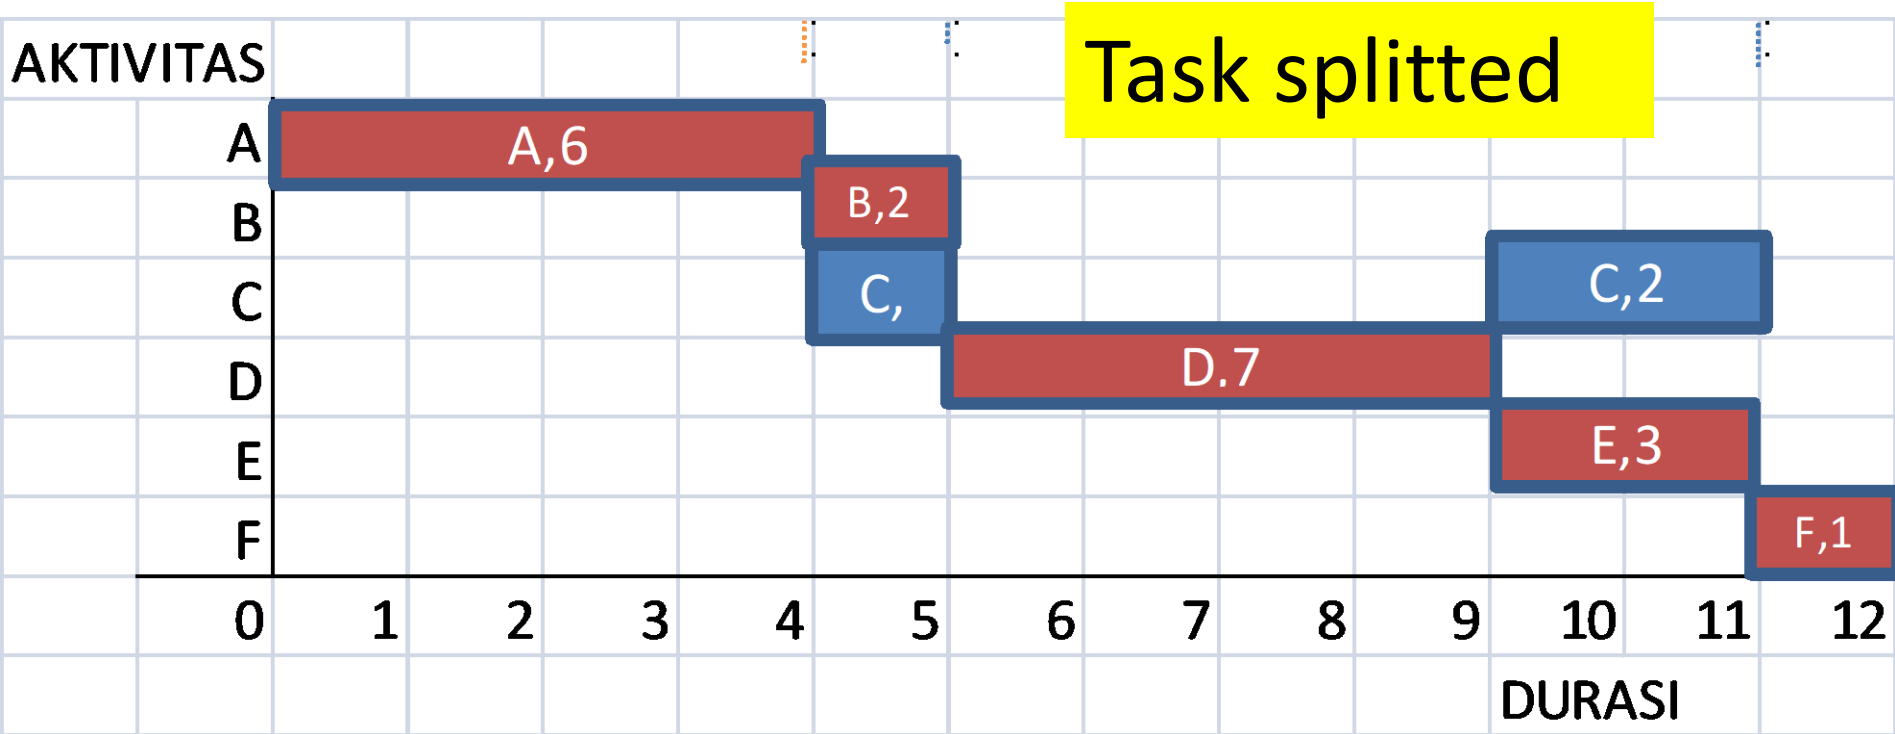 Task splitted
AKTIVITAS
A
A,6
B
B,2
C
C,
C,2
D
D.7
E
E,3
F
F,1
0 1 2 3 4 5 6 7 8 9 10 11 12
DURASI